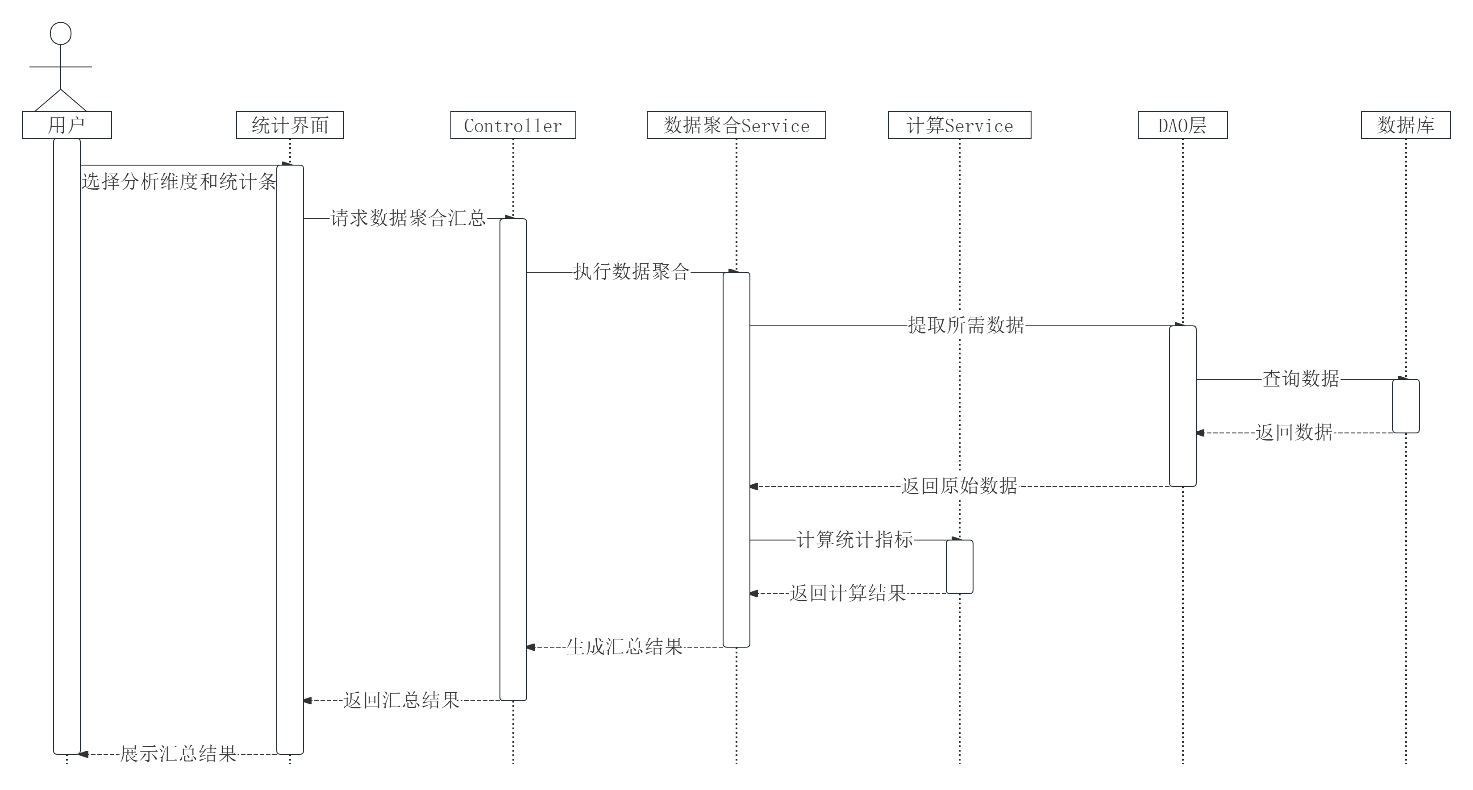 用户
统计界面
Controller
数据聚合Service
计算Service
DAO层
数据库
选择分析维度和统计条
请求数据聚合汇总
执行数据聚合
提取所需数据
查询数据
返回数据
返回原始数据
计算统计指标
返回计算结果
生成汇总结果
返回汇总结果
展示汇总结果